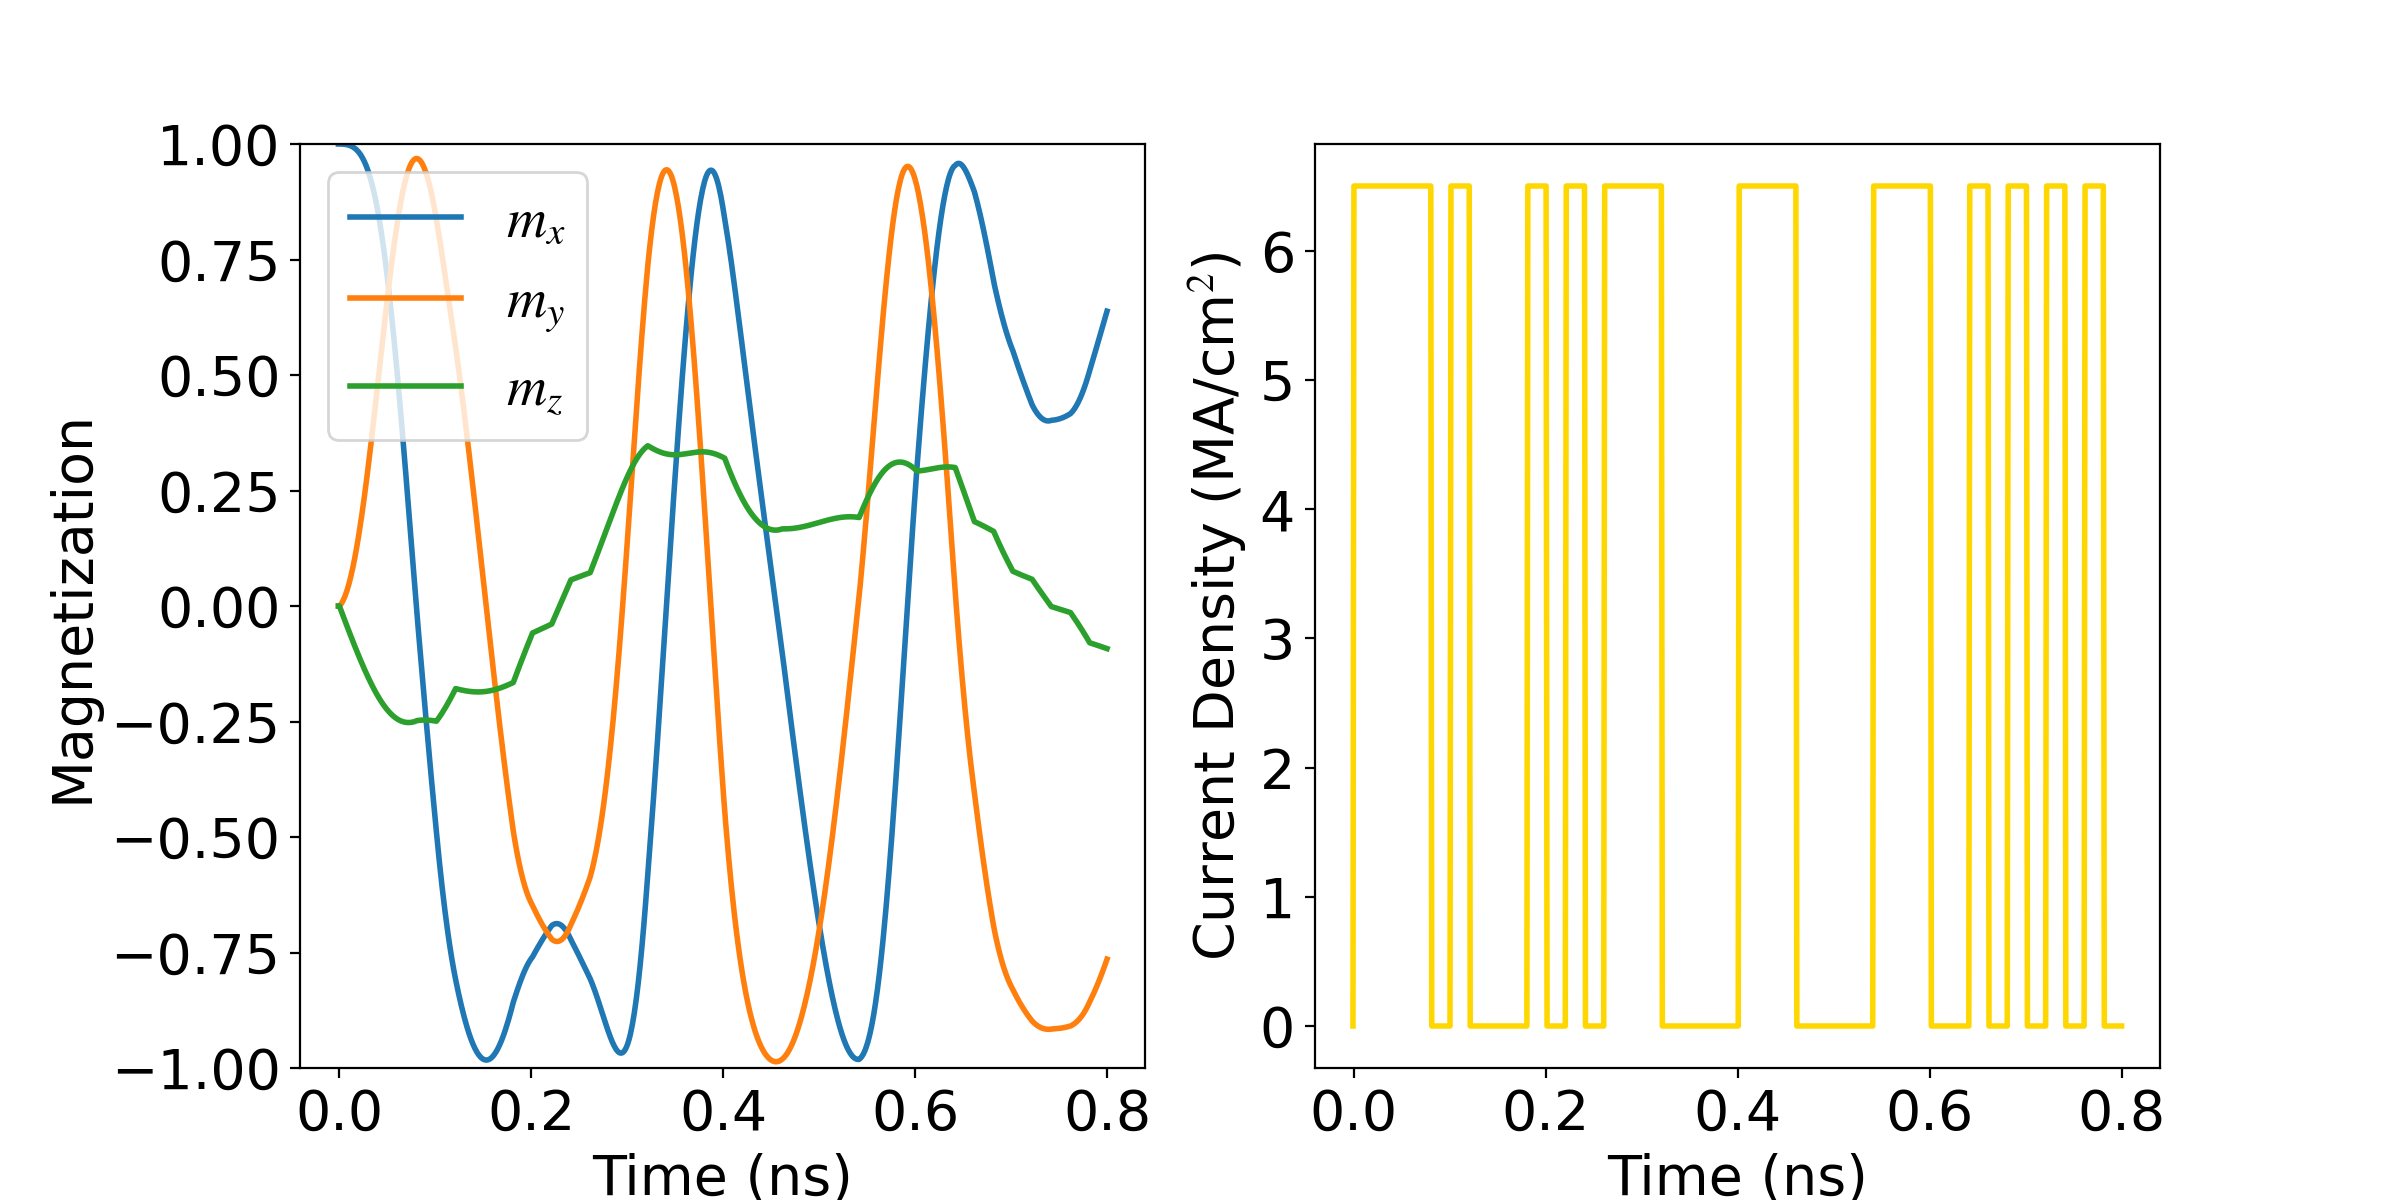 Magnetization
1.00
0.75
0.50
0.25
0.00
−0.25
−0.50
−0.75
−1.00
m_x
m_y
m_z
0.0 0.2 0.4 0.6 0.8
Time (ns)
Current Density (MA/cm²)
6
5
4
3
2
1
0
0.0 0.2 0.4 0.6 0.8
Time (ns)